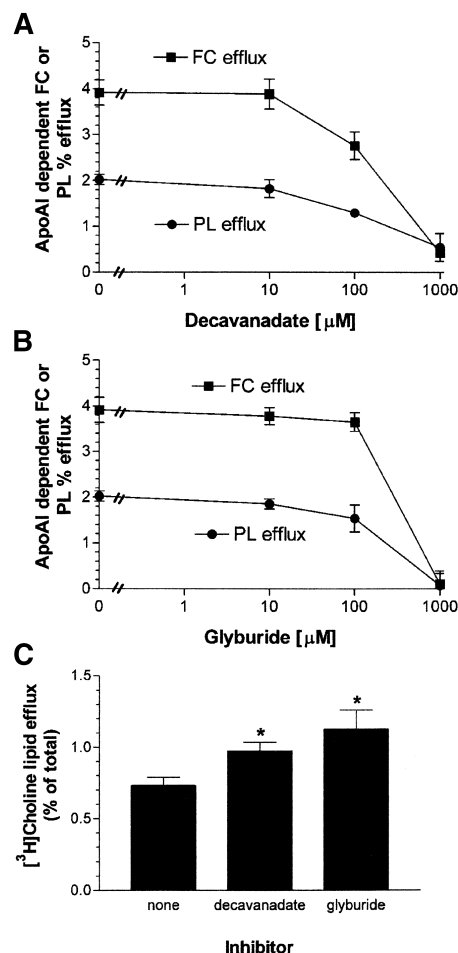 A
ApoAI dependent FC or
PL % efflux
5
4
3
2
1
0
FC efflux
PL efflux
0
1
10
100
1000
Decavanadate [μM]
B
ApoAI dependent FC or
PL % efflux
5
4
3
2
1
0
FC efflux
PL efflux
0
1
10
100
1000
Glyburide [μM]
C
[³H]Choline lipid efflux
(% of total)
1.5
1.0
0.5
0.0
*
*
none
decavanadate
glyburide
Inhibitor